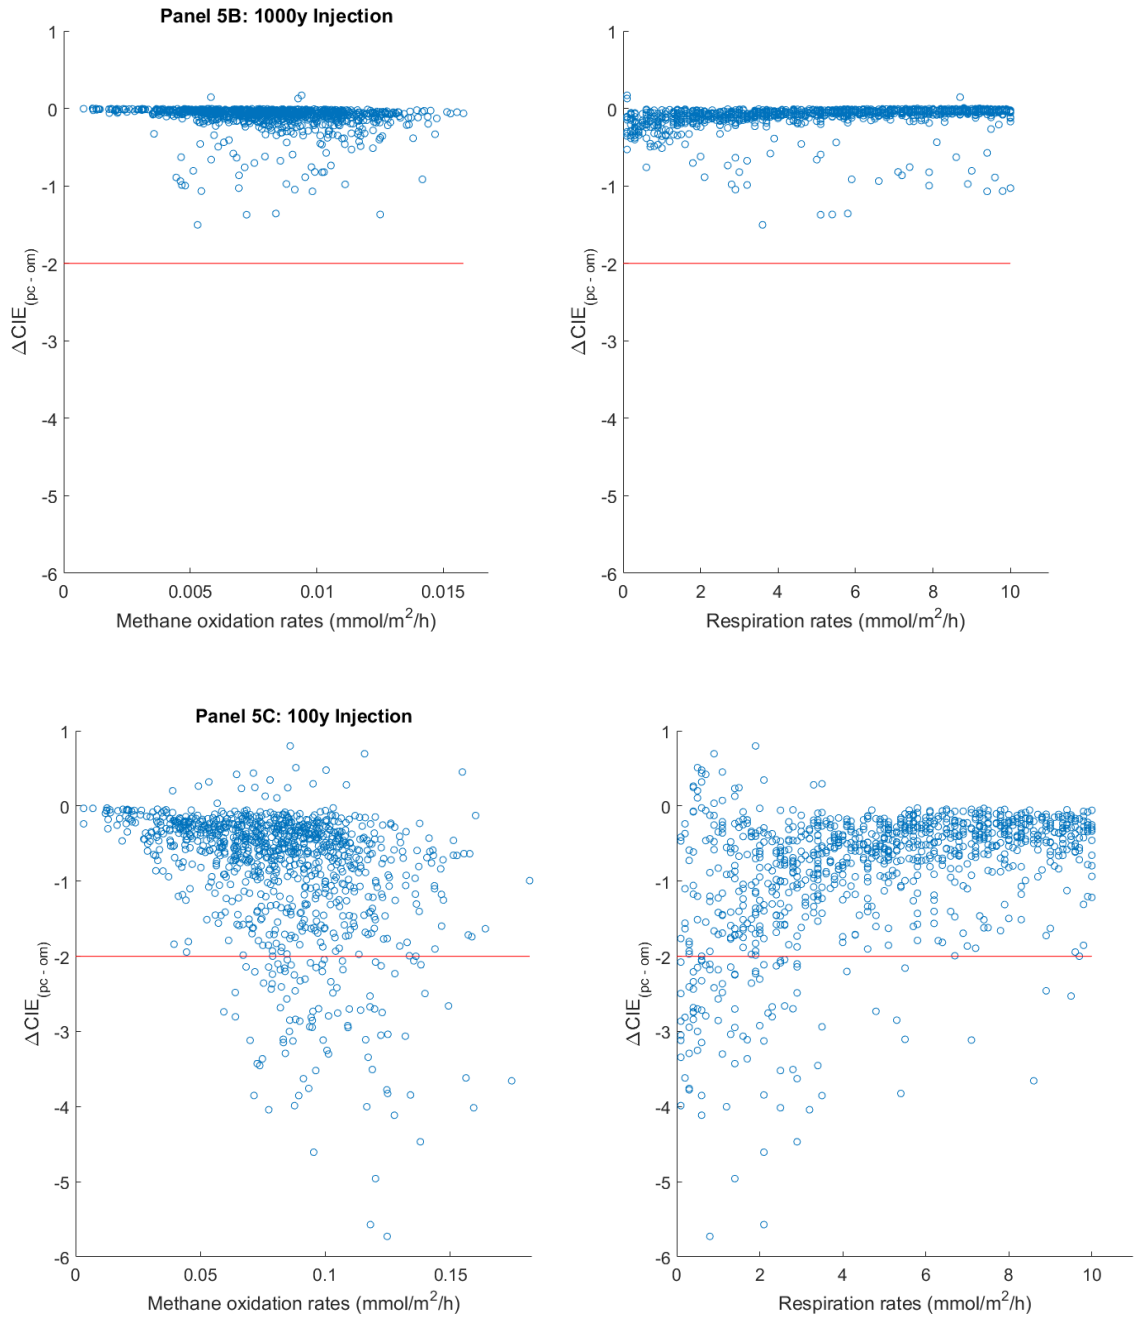 Panel 5B: 1000y Injection
1
0
-1
-2
-3
-4
-5
-6
ΔCIE(pc - om)
0 0.005 0.01 0.015
Methane oxidation rates (mmol/m²/h)
1
0
-1
-2
-3
-4
-5
-6
ΔCIE(pc - om)
0 2 4 6 8 10
Respiration rates (mmol/m²/h)
Panel 5C: 100y Injection
1
0
-1
-2
-3
-4
-5
-6
ΔCIE(pc - om)
0 0.05 0.1 0.15
Methane oxidation rates (mmol/m²/h)
1
0
-1
-2
-3
-4
-5
-6
ΔCIE(pc - om)
0 2 4 6 8 10
Respiration rates (mmol/m²/h)